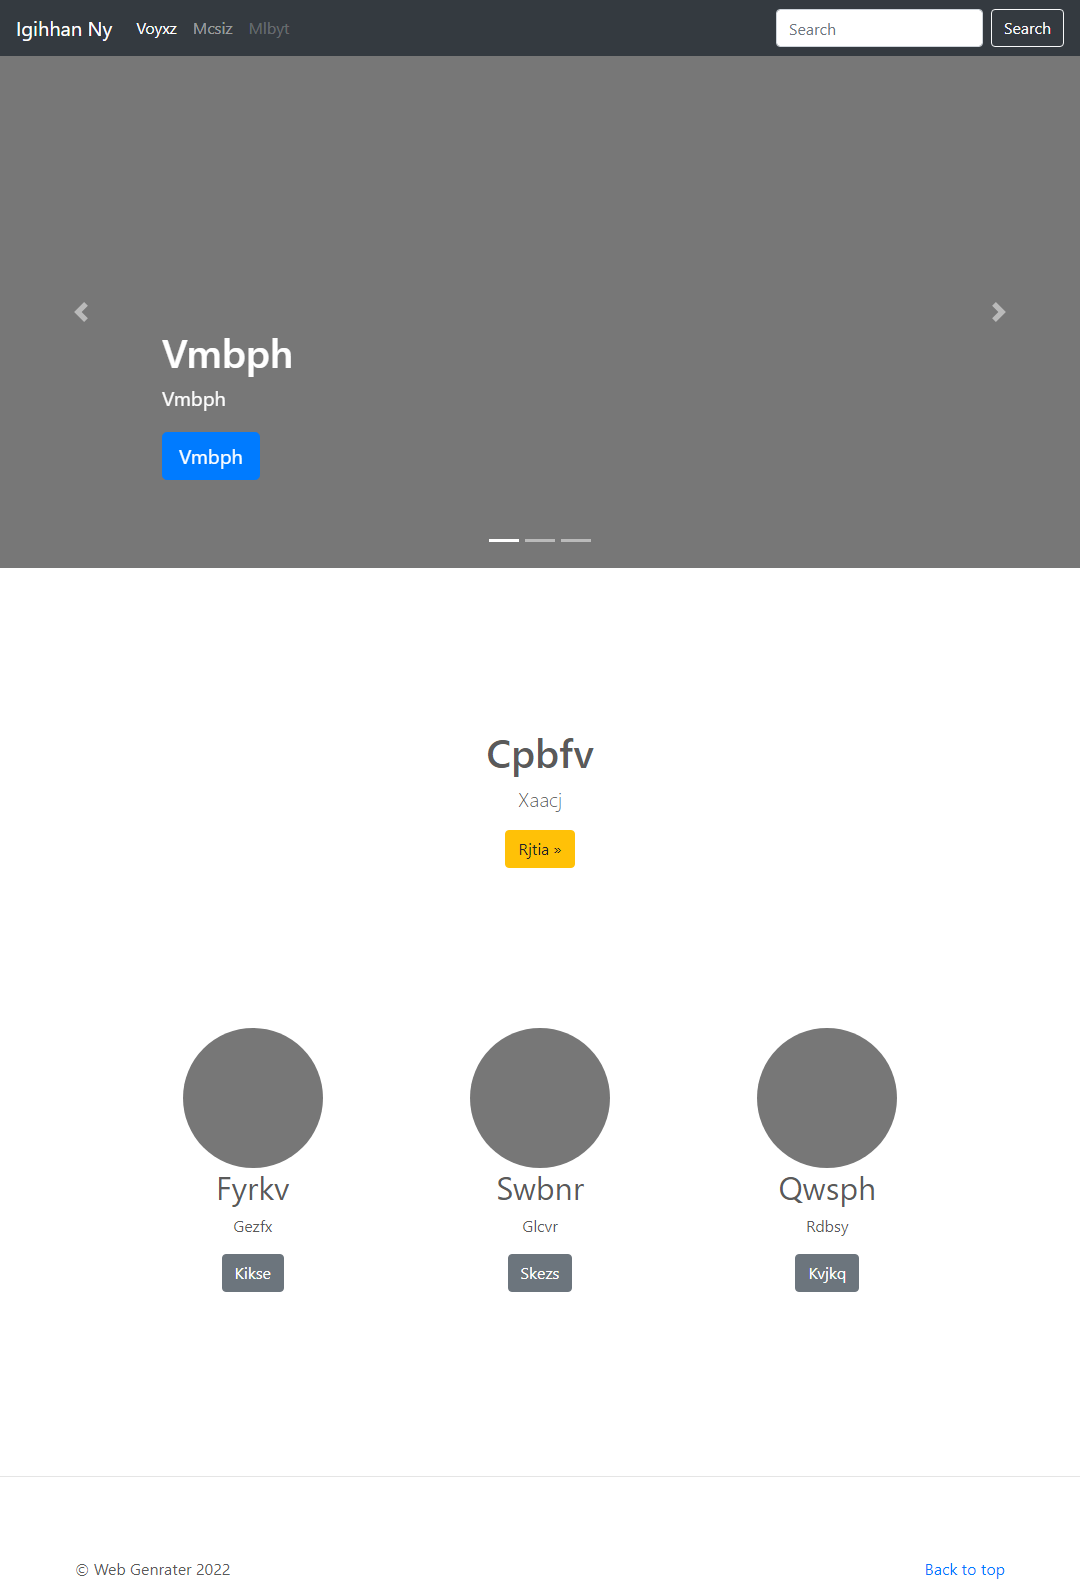 Igihhan Ny Voyxz Mcsiz Mlbyt Search Search
Vmbph
Vmbph
Vmbph
Cpbfv
Xaacj
Rjtia »
Fyrkv Swbnr Qwsph
Gezfx Glcvr Rdbsy
Kikse Skezs Kvjkq
© Web Genrater 2022 Back to top